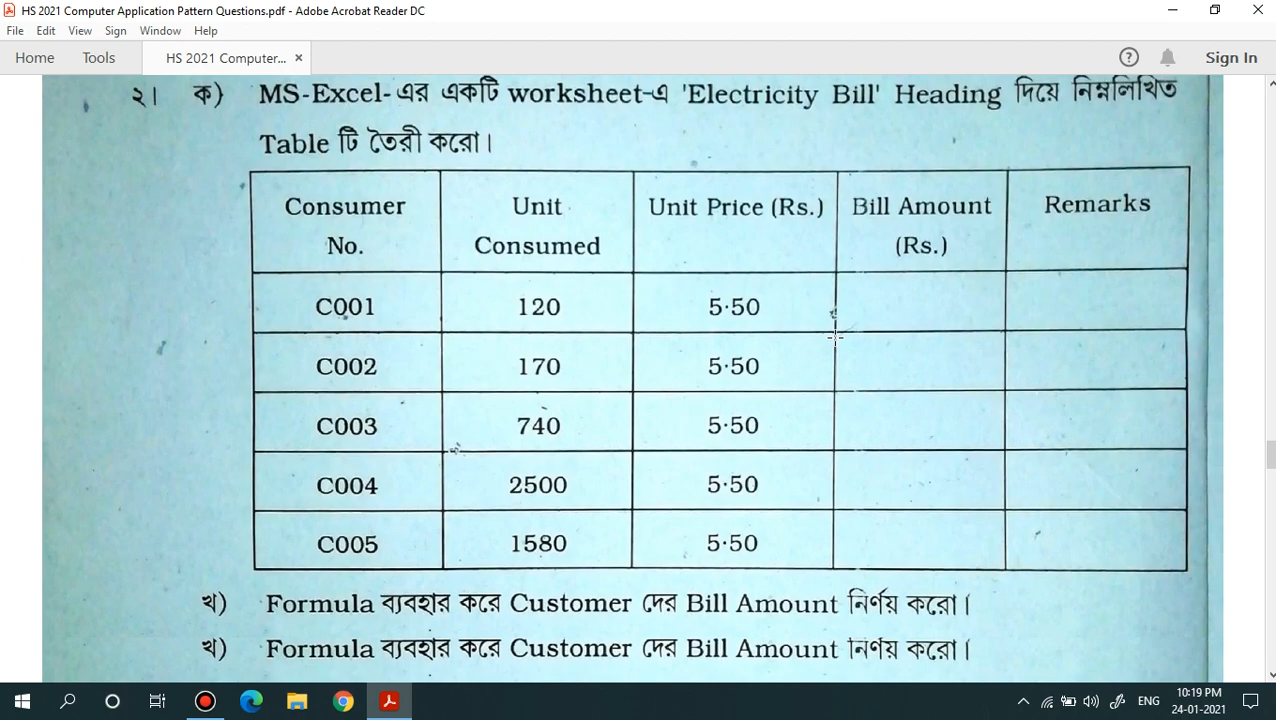 HS 2021 Computer Application Pattern Questions.pdf - Adobe Acrobat Reader DC
File Edit View Sign Window Help
Home Tools HS 2021 Computer... × Sign In
২। ক) MS-Excel-এর একটি worksheet-এ 'Electricity Bill' Heading দিয়ে নিম্নলিখিত
Table টি তৈরী করো।
Consumer No. Unit Consumed Unit Price (Rs.) Bill Amount (Rs.) Remarks
C001 120 5·50
C002 170 5·50
C003 740 5·50
C004 2500 5·50
C005 1580 5·50
খ) Formula ব্যবহার করে Customer দের Bill Amount নির্ণয় করো।
খ) Formula ব্যবহার করে Customer দের Bill Amount নির্ণয় করো।
ENG 10:19 PM
24-01-2021